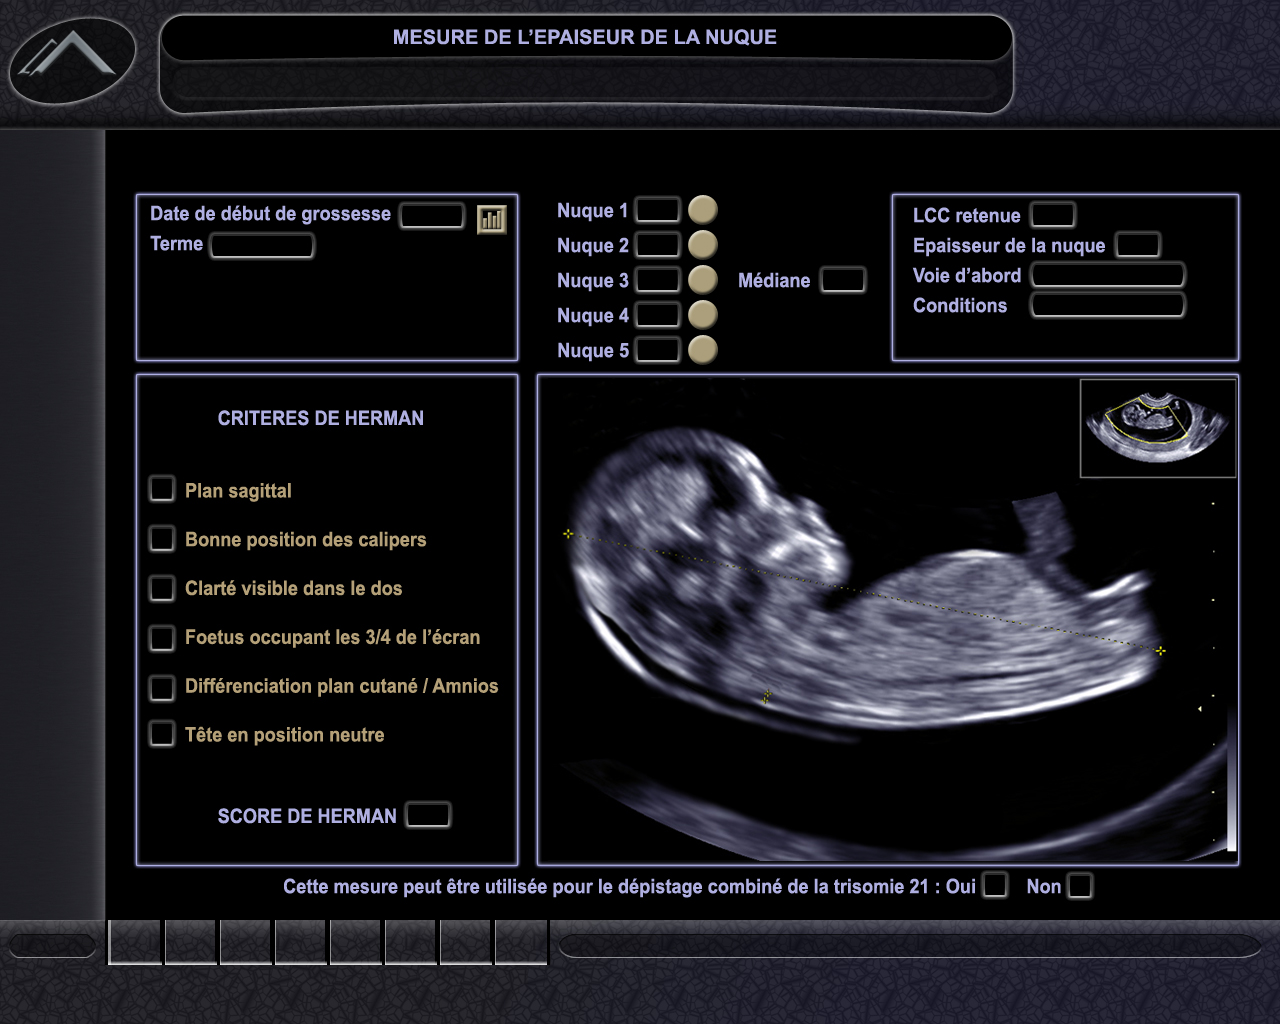 MESURE DE L’EPAISEUR DE LA NUQUE
Date de début de grossesse
Terme
Nuque 1
Nuque 2
Nuque 3
Nuque 4
Nuque 5
Médiane
LCC retenue
Epaisseur de la nuque
Voie d’abord
Conditions
CRITERES DE HERMAN
Plan sagittal
Bonne position des calipers
Clarté visible dans le dos
Foetus occupant les 3/4 de l’écran
Différenciation plan cutané / Amnios
Tête en position neutre
SCORE DE HERMAN
Cette mesure peut être utilisée pour le dépistage combiné de la trisomie 21 : Oui Non